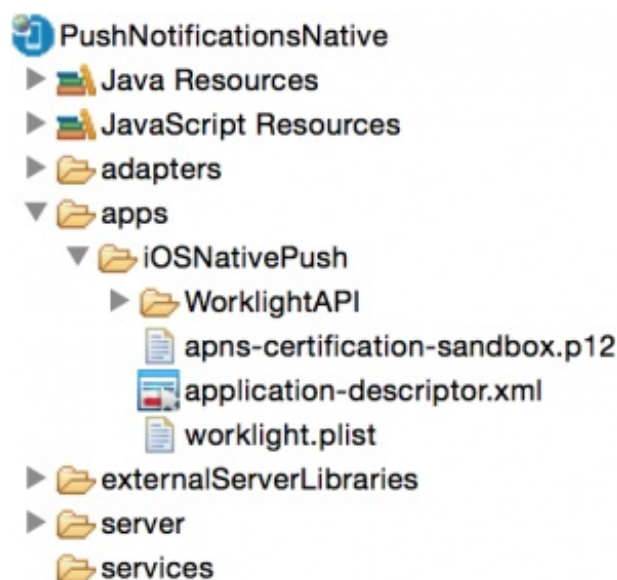 PushNotificationsNative
Java Resources
JavaScript Resources
adapters
apps
iOSNativePush
WorklightAPI
apns-certification-sandbox.p12
application-descriptor.xml
worklight.plist
externalServerLibraries
server
services